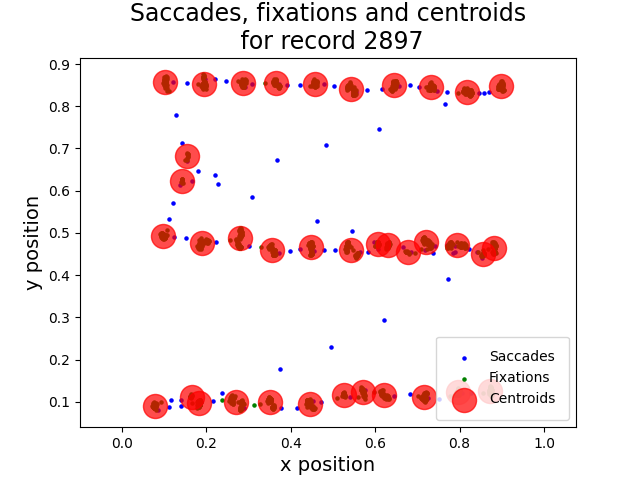 Saccades, fixations and centroids
for record 2897
0.9
0.8
0.7
0.6
0.5
0.4
0.3
0.2
0.1
y position
Saccades
Fixations
Centroids
0.0 0.2 0.4 0.6 0.8 1.0
x position